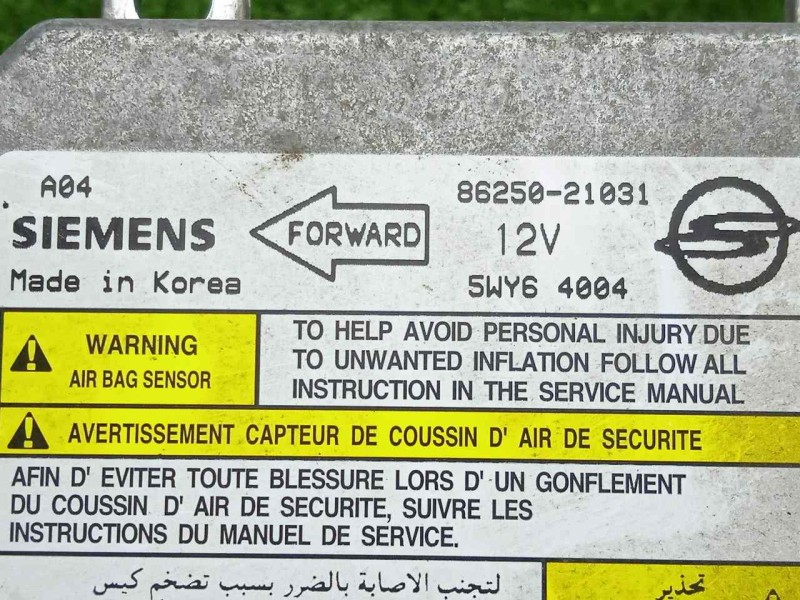 A04
SIEMENS
Made in Korea
FORWARD
86250-21031
12V
5WY6 4004
WARNING
AIR BAG SENSOR
TO HELP AVOID PERSONAL INJURY DUE
TO UNWANTED INFLATION FOLLOW ALL
INSTRUCTION IN THE SERVICE MANUAL
AVERTISSEMENT CAPTEUR DE COUSSIN D' AIR DE SECURITE
AFIN D' EVITER TOUTE BLESSURE LORS D' UN GONFLEMENT
DU COUSSIN D' AIR DE SECURITE, SUIVRE LES
INSTRUCTIONS DU MANUEL DE SERVICE.
لتجنب الاصابة بالضرر بسبب تضخم كيس
تحذير